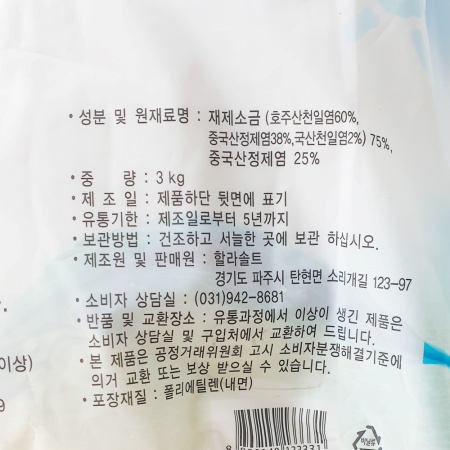 · 성분 및 원재료명 : 재제소금 (호주산천일염60%,
중국산정제염38%,국산천일염2%) 75%,
중국산정제염 25%
· 중 량 : 3 kg
· 제 조 일 : 제품하단 뒷면에 표기
· 유통기한 : 제조일로부터 5년까지
· 보관방법 : 건조하고 서늘한 곳에 보관 하십시오.
· 제조원 및 판매원 : 할라솔트
경기도 파주시 탄현면 소리개길 123-97
· 소비자 상담실 : (031)942-8681
· 반품 및 교환장소 : 유통과정에서 이상이 생긴 제품은
소비자 상담실 및 구입처에서 교환하여 드립니다.
이상)
· 본 제품은 공정거래위원회 고시 소비자분쟁해결기준에
의거 교환 또는 보상 받으실 수 있습니다.
· 포장재질 : 폴리에틸렌(내면)
비닐류